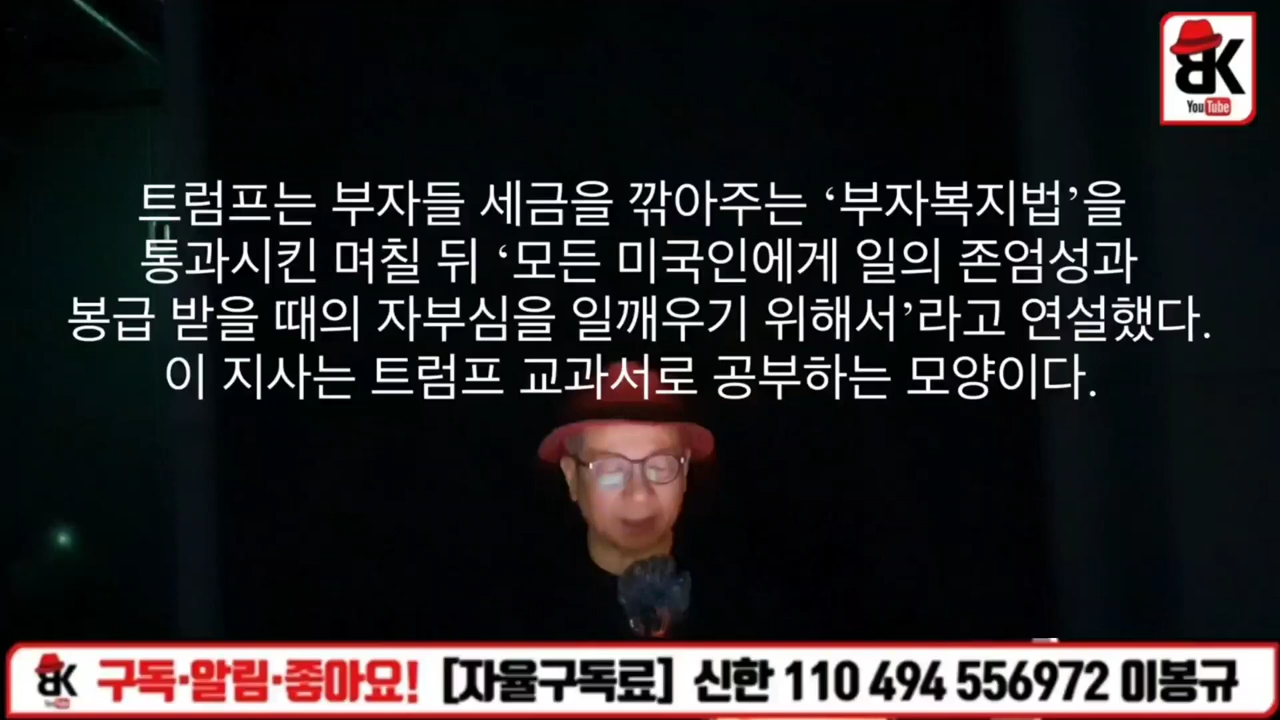 BK
YouTube
트럼프는 부자들 세금을 깎아주는 ‘부자복지법’을
통과시킨 며칠 뒤 ‘모든 미국인에게 일의 존엄성과
봉급 받을 때의 자부심을 일깨우기 위해서’라고 연설했다.
이 지사는 트럼프 교과서로 공부하는 모양이다.
BK 구독·알림·좋아요! [자율구독료] 신한 110 494 556972 이봉규
YouTube